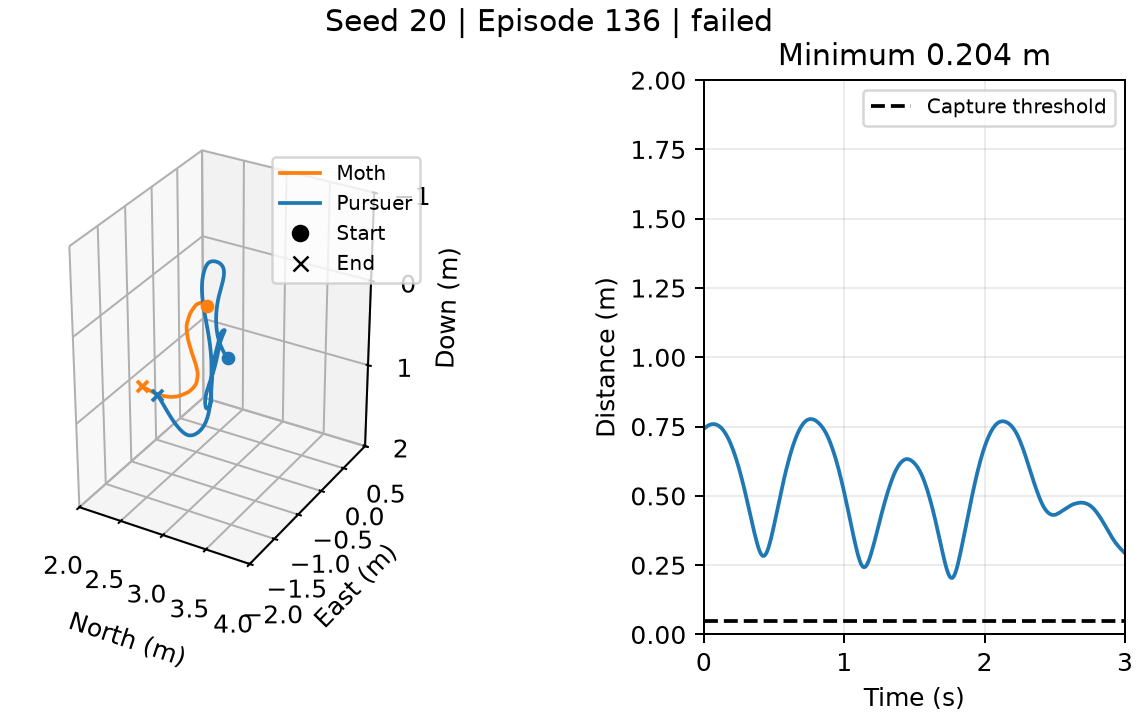 Seed 20 | Episode 136 | failed
Moth
Pursuer
Start
End
−1
0
1
2
Down (m)
0.5
0.0
−0.5
−1.0
−1.5
−2.0
East (m)
2.0
2.5
3.0
3.5
4.0
North (m)
Minimum 0.204 m
Capture threshold
2.00
1.75
1.50
1.25
1.00
0.75
0.50
0.25
0.00
Distance (m)
0 1 2 3
Time (s)